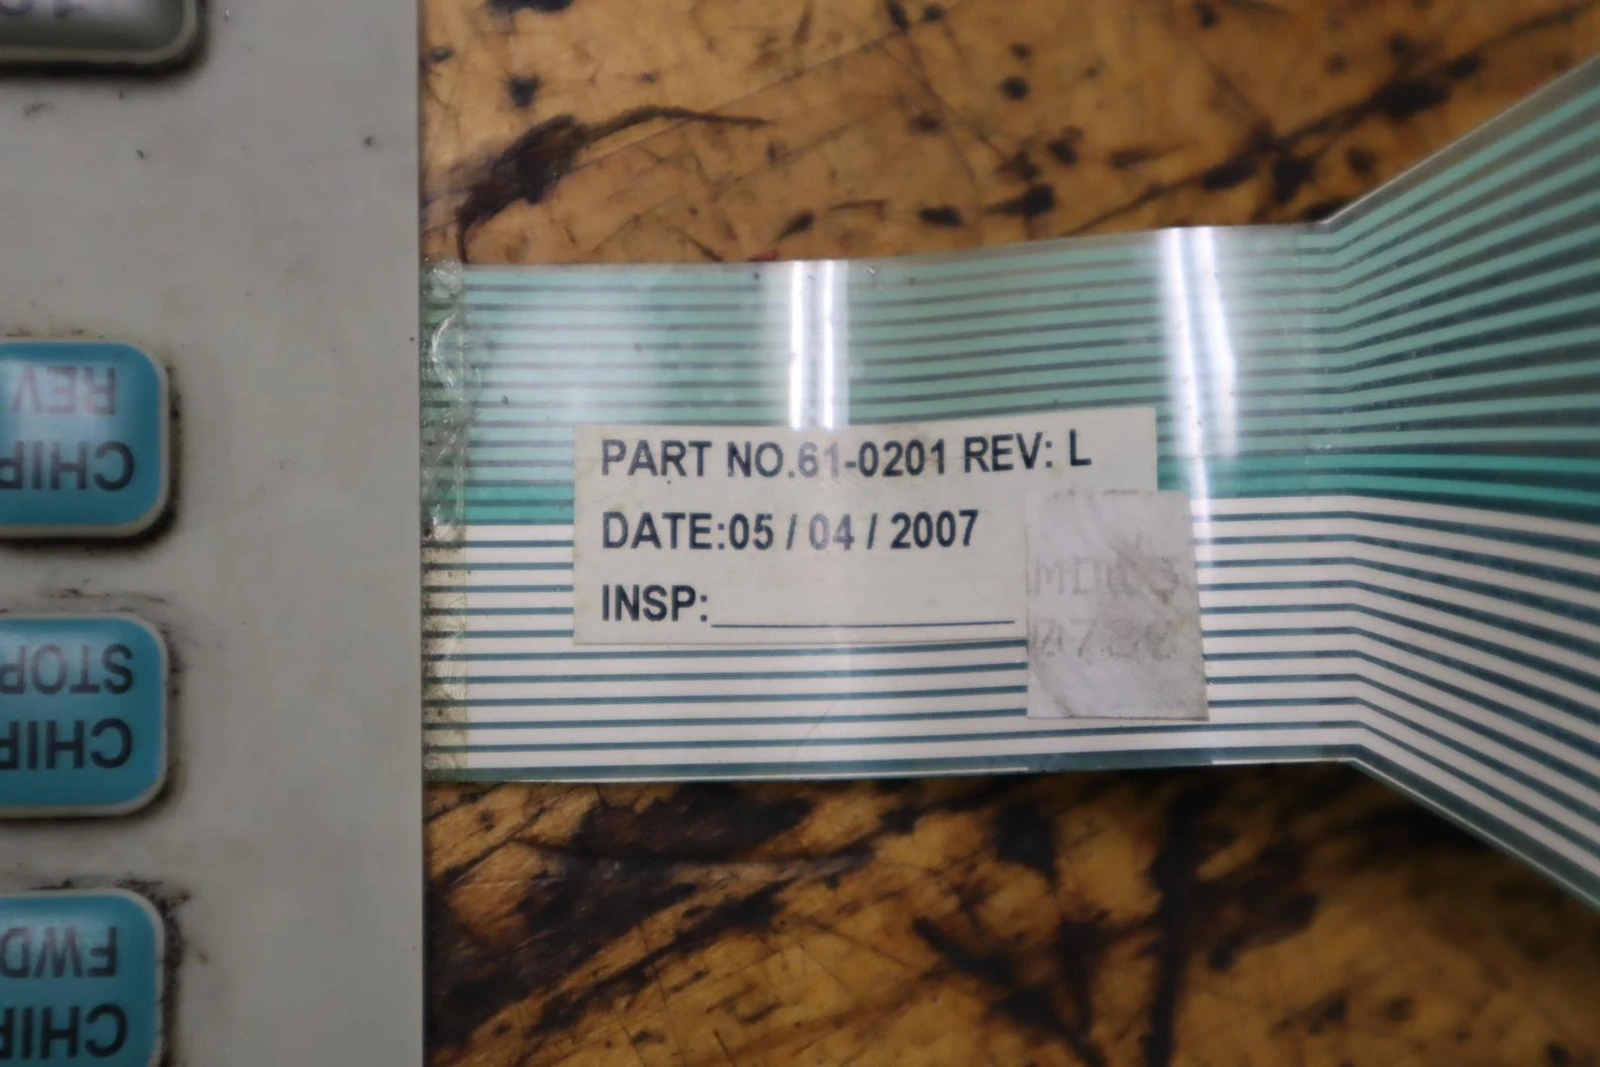 PART NO.61-0201 REV: L
DATE:05 / 04 / 2007
INSP:
CHIP
REV
CHIP
STOP
CHIP
FWD